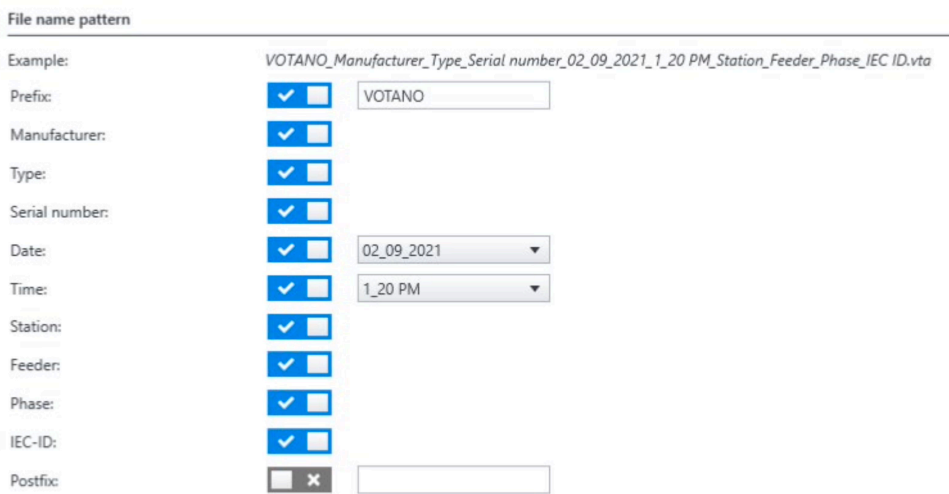 File name pattern
Example: VOTANO_Manufacturer_Type_Serial number_02_09_2021_1_20 PM_Station_Feeder_Phase_IEC ID.vta
Prefix: VOTANO
Manufacturer:
Type:
Serial number:
Date: 02_09_2021
Time: 1_20 PM
Station:
Feeder:
Phase:
IEC-ID:
Postfix: